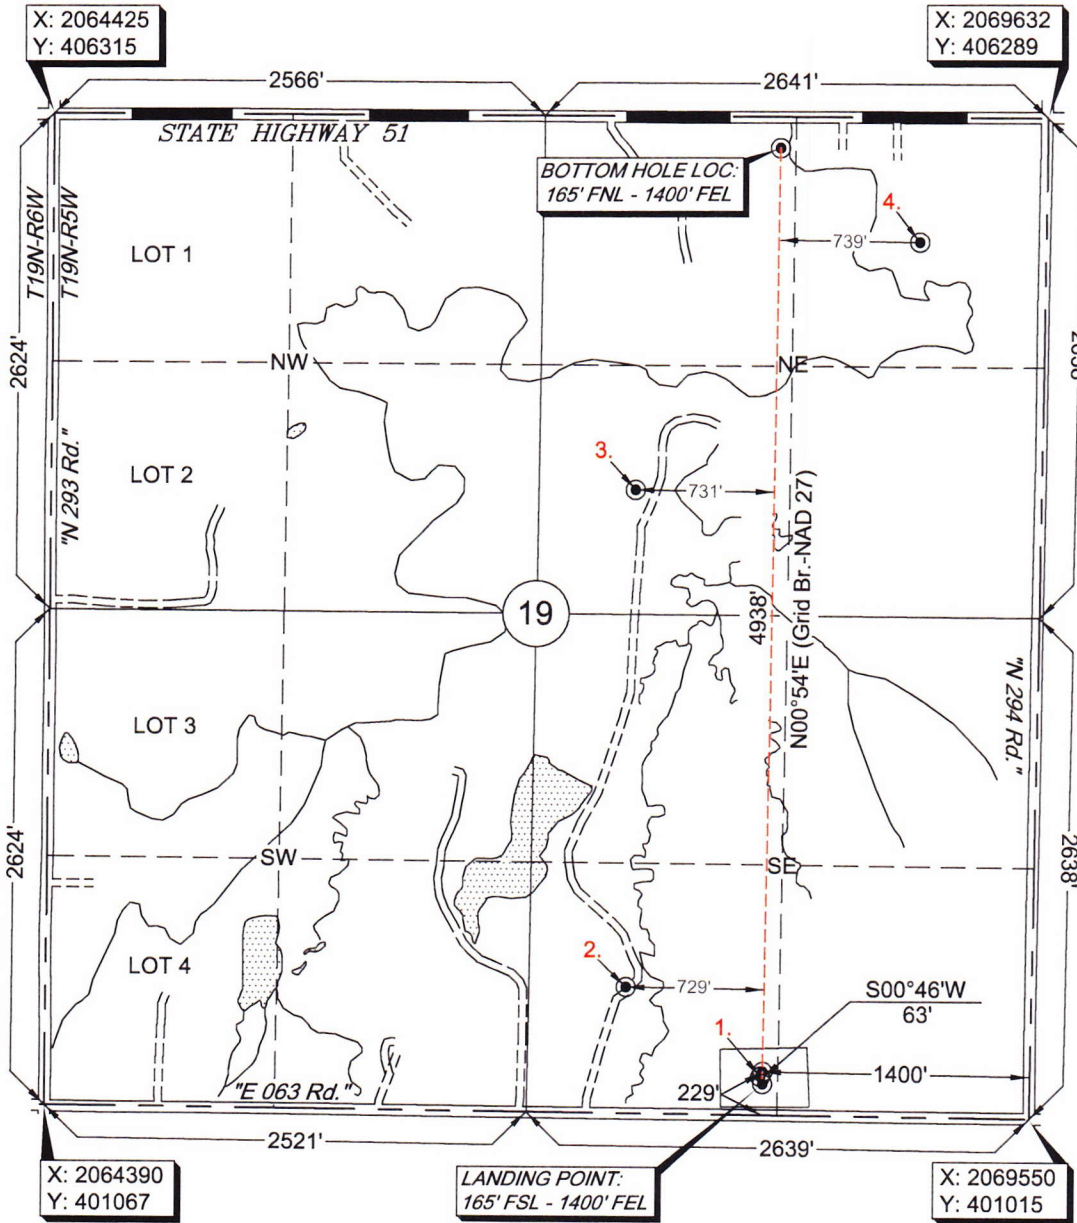 X: 2064425
Y: 406315
X: 2069632
Y: 406289
2566'
2641'
STATE HIGHWAY 51
BOTTOM HOLE LOC:
165' FNL - 1400' FEL
4.
739'
T19N-R6W
T19N-R5W
LOT 1
2624'
NW
NE
"N 293 Rd."
LOT 2
3.
731'
N00°54'E (Grid Br.-NAD 27)
4938'
19
"N 294 Rd."
LOT 3
2624'
SW
SE
2638'
LOT 4
2.
729'
S00°46'W
63'
1.
1400'
229'
"E 063 Rd."
2521'
2639'
X: 2064390
Y: 401067
LANDING POINT:
165' FSL - 1400' FEL
X: 2069550
Y: 401015